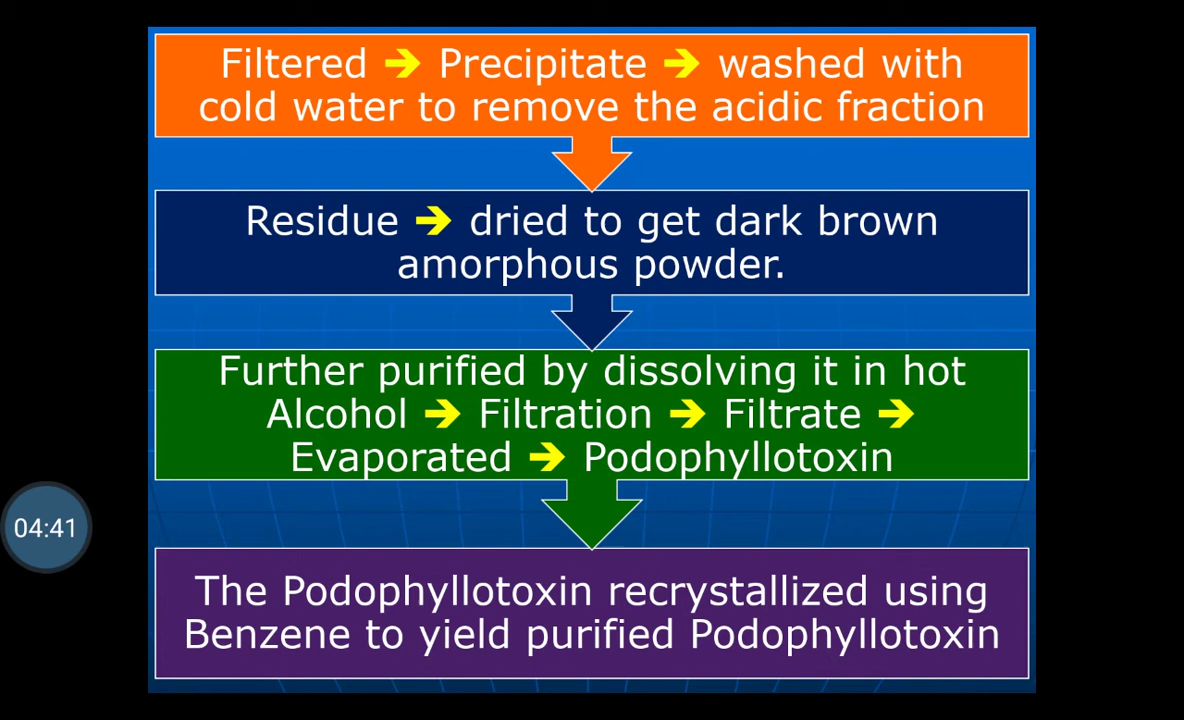 Filtered ➔ Precipitate ➔ washed with
cold water to remove the acidic fraction
Residue ➔ dried to get dark brown
amorphous powder.
Further purified by dissolving it in hot
Alcohol ➔ Filtration ➔ Filtrate ➔
Evaporated ➔ Podophyllotoxin
04:41
The Podophyllotoxin recrystallized using
Benzene to yield purified Podophyllotoxin